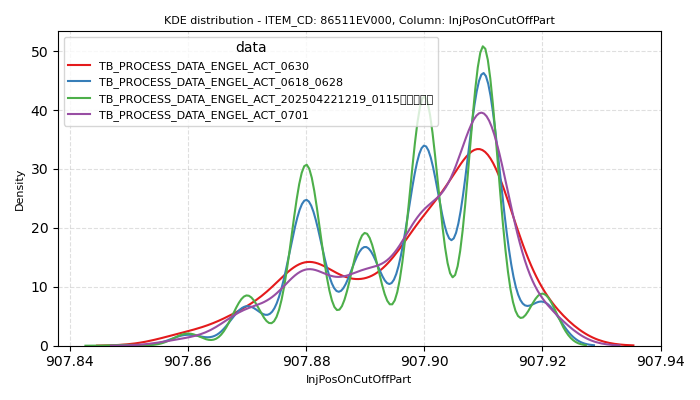 KDE distribution - ITEM_CD: 86511EV000, Column: InjPosOnCutOffPart
data
TB_PROCESS_DATA_ENGEL_ACT_0630
TB_PROCESS_DATA_ENGEL_ACT_0618_0628
TB_PROCESS_DATA_ENGEL_ACT_202504221219_0115
TB_PROCESS_DATA_ENGEL_ACT_0701
Density
50
40
30
20
10
0
907.84 907.86 907.88 907.90 907.92 907.94
InjPosOnCutOffPart